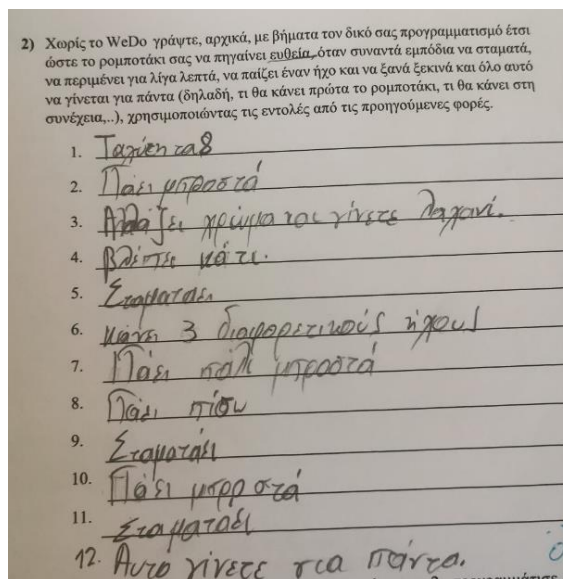 2) Χωρίς το WeDo γράψτε, αρχικά, με βήματα τον δικό σας προγραμματισμό έτσι
ώστε το ρομποτάκι σας να πηγαίνει ευθεία, όταν συναντά εμπόδια να σταματά,
να περιμένει για λίγα λεπτά, να παίζει έναν ήχο και να ξανά ξεκινά και όλο αυτό
να γίνεται για πάντα (δηλαδή, τι θα κάνει πρώτα το ρομποτάκι, τι θα κάνει στη
συνέχεια,..), χρησιμοποιώντας τις εντολές από τις προηγούμενες φορές.
1. Ταχύτητα 8
2. Πάει μπροστά
3. Αλλάζει χρώμα και γίνετε λαχανί.
4. Βλέπει κάτι.
5. Σταματάει
6. κάνει 3 διαφορετικούς ήχους
7. Πάει πάλι μπροστά
8. Πάει πίσω
9. Σταματάει
10. Πάει μπροστά
11. Σταματάει
12. Αυτο γίνετε για πάντα.